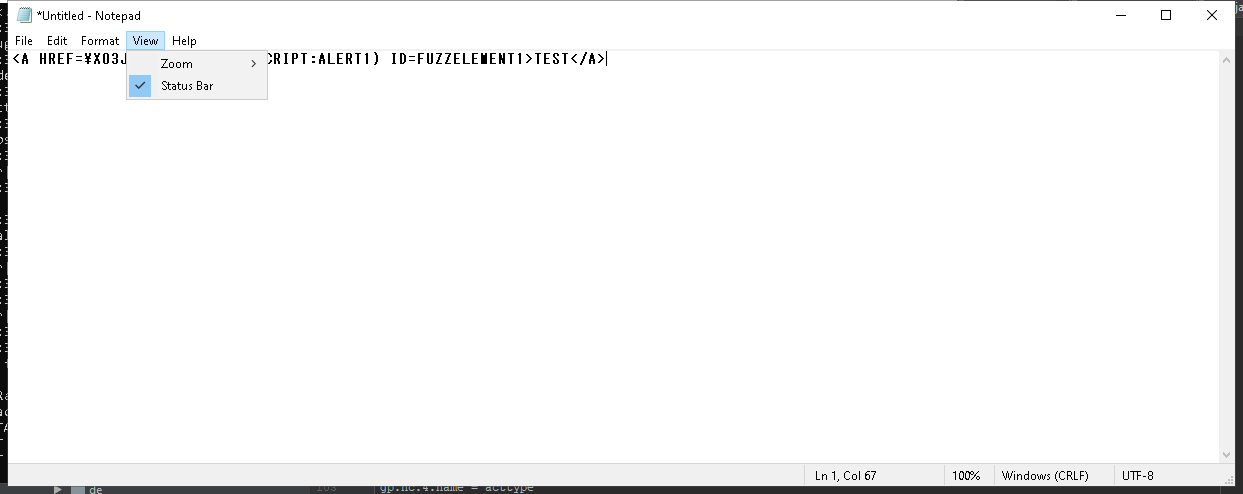 *Untitled - Notepad
File Edit Format View Help
<A HREF=¥X03J CRIPT:ALERT1) ID=FUZZELEMENT1>TEST</A>
Zoom
Status Bar
Ln 1, Col 67 100% Windows (CRLF) UTF-8
de gp.nc.4.name = acctype